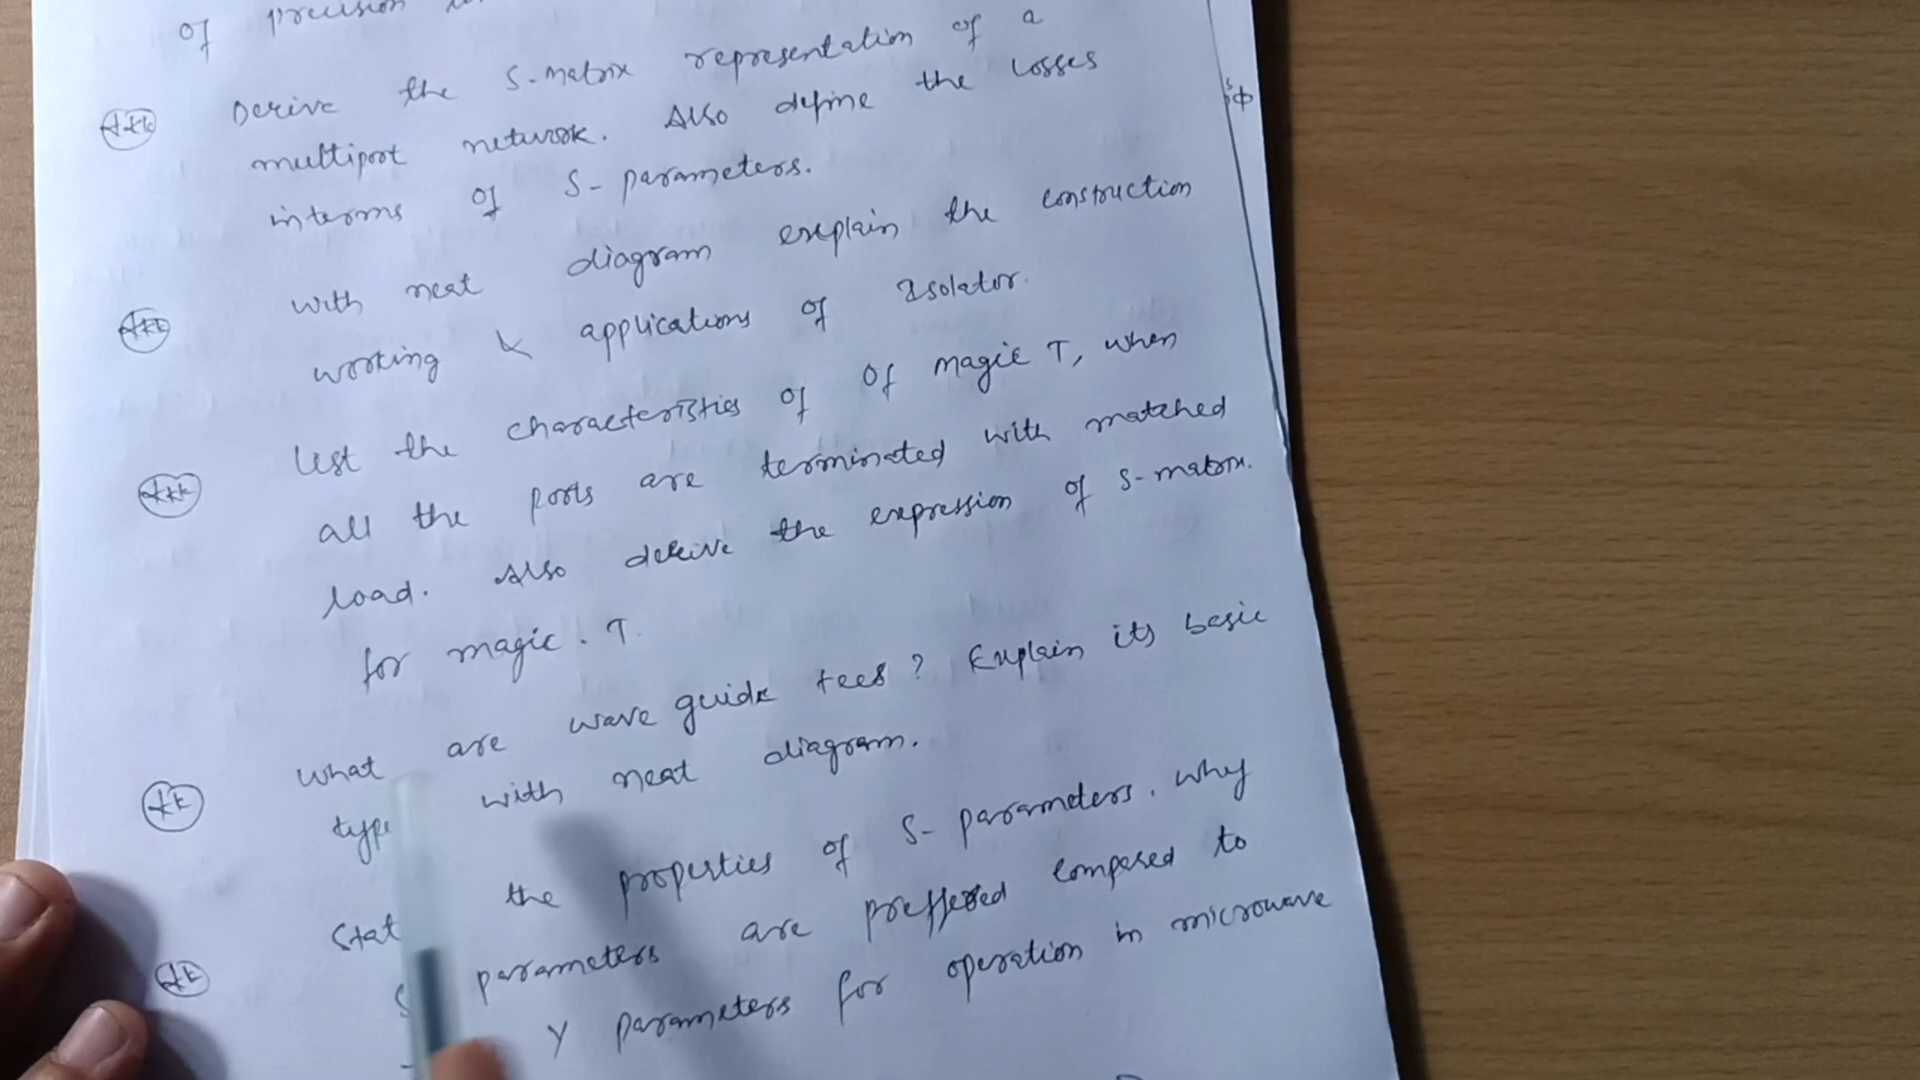 of precision
*** Derive the S-matrix representation of a
multiport network. Also define the losses
interms of S-parameters.
*** with neat diagram explain the construction
working & applications of Isolator.
*** List the characteristics of of magic T, when
all the ports are terminated with matched
load. Also derive the expression of S-matrix.
for magic. T.
** what are wave guide tees? Explain its basic
type with neat diagram.
** Stat the properties of S-parameters. why
S parameters are preffered compared to
Y parameters for operation in microwave